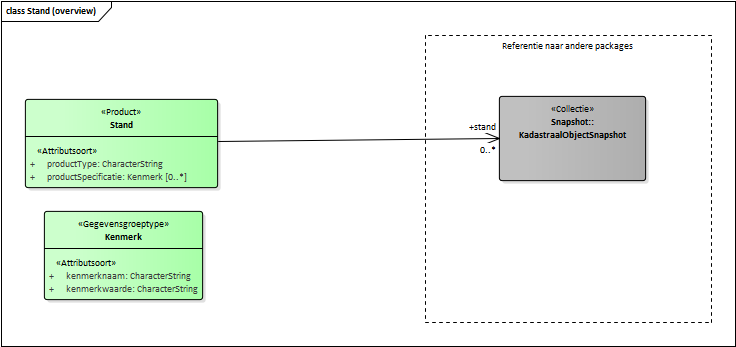 class Stand (overview)
Referentie naar andere packages
«Product»
Stand
«Attributsoort»
+ productType: CharacterString
+ productSpecificatie: Kenmerk [0..*]
+stand
0..*
«Collectie»
Snapshot::
KadastraalObjectSnapshot
«Gegevensgroeptype»
Kenmerk
«Attributsoort»
+ kenmerknaam: CharacterString
+ kenmerkwaarde: CharacterString